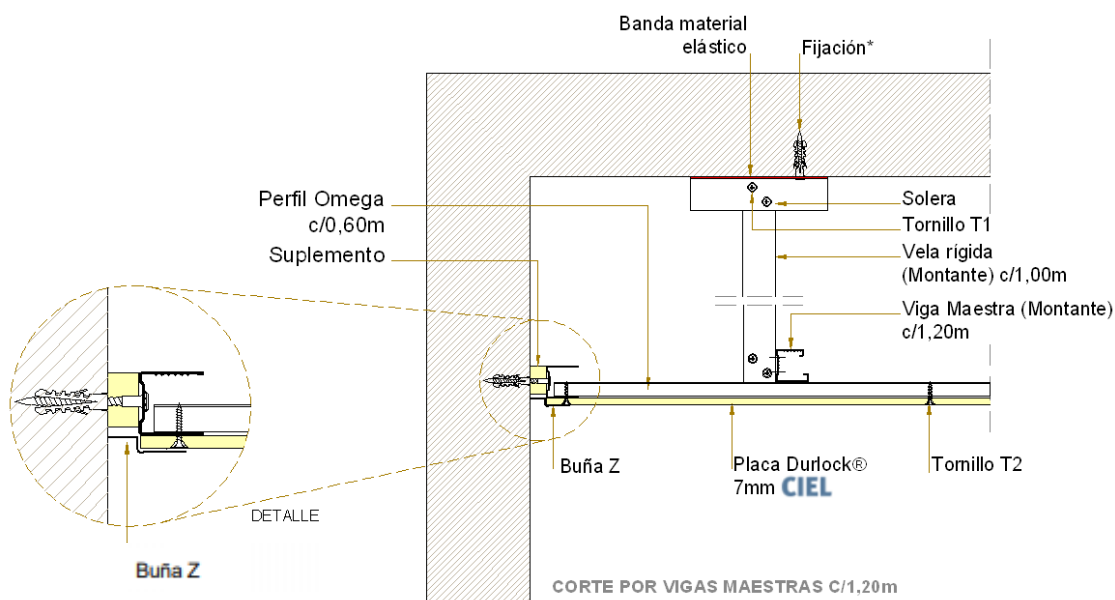 Banda material
elástico
Fijación*
Perfil Omega
c/0,60m
Suplemento
Solera
Tornillo T1
Vela rígida
(Montante) c/1,00m
Viga Maestra (Montante)
c/1,20m
Buña Z
Placa Durlock®
7mm CIEL
Tornillo T2
DETALLE
Buña Z
CORTE POR VIGAS MAESTRAS C/1,20m